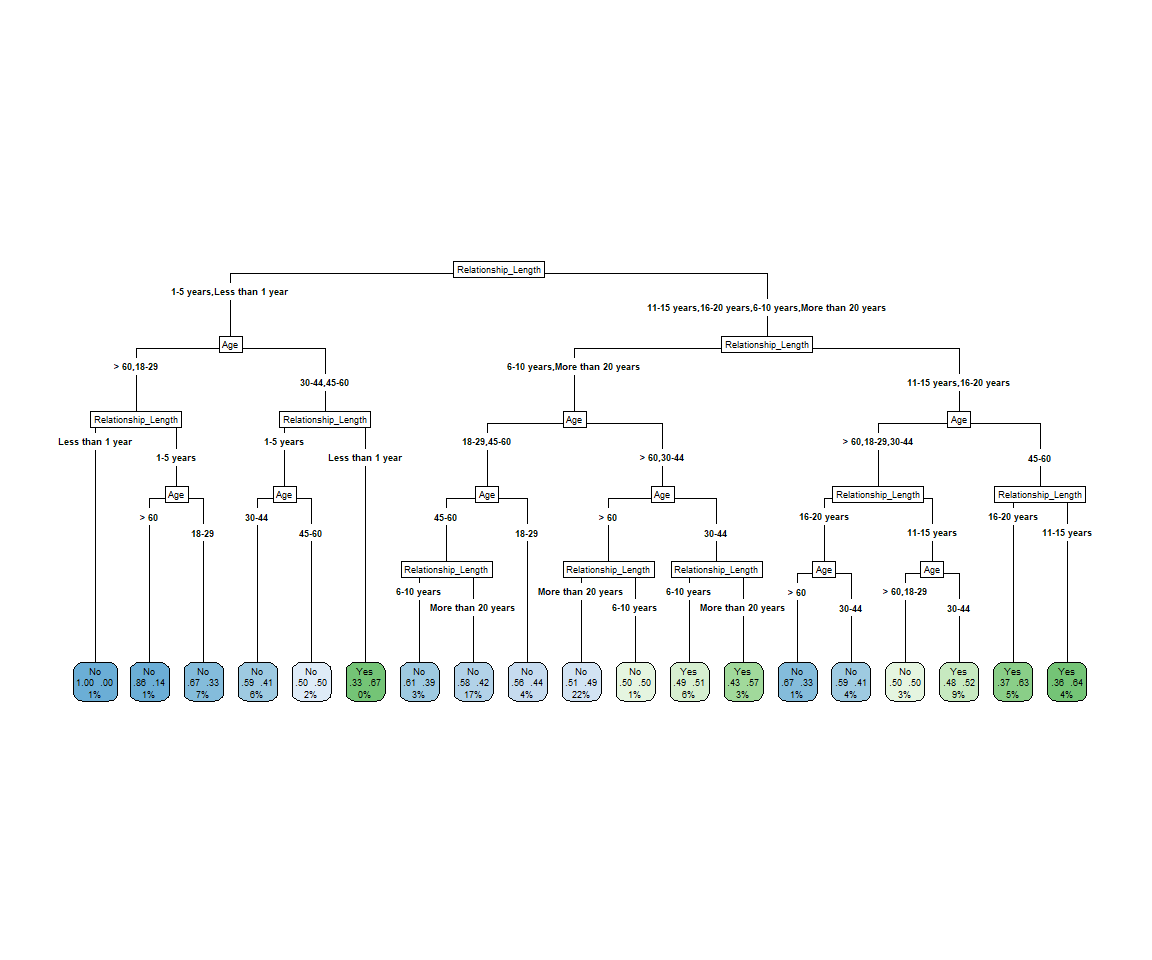 Relationship_Length
1-5 years,Less than 1 year
11-15 years,16-20 years,6-10 years,More than 20 years
Age
Relationship_Length
> 60,18-29
6-10 years,More than 20 years
30-44,45-60
11-15 years,16-20 years
Relationship_Length
Relationship_Length
Age
Age
Less than 1 year
1-5 years
18-29,45-60
> 60,18-29,30-44
1-5 years
Less than 1 year
> 60,30-44
45-60
Age
Age
Age
Age
Relationship_Length
Relationship_Length
> 60
30-44
45-60
> 60
16-20 years
16-20 years
18-29
45-60
18-29
30-44
11-15 years
11-15 years
Relationship_Length
Relationship_Length
Relationship_Length
Age
Age
6-10 years
More than 20 years
6-10 years
> 60
> 60,18-29
More than 20 years
6-10 years
More than 20 years
30-44
30-44
No
1.00 .00
1%
No
.86 .14
1%
No
.67 .33
7%
No
.59 .41
6%
No
.50 .50
2%
Yes
.33 .67
0%
No
.61 .39
3%
No
.58 .42
17%
No
.56 .44
4%
No
.51 .49
22%
No
.50 .50
1%
Yes
.49 .51
6%
Yes
.43 .57
3%
No
.67 .33
1%
No
.59 .41
4%
No
.50 .50
3%
Yes
.48 .52
9%
Yes
.37 .63
5%
Yes
.36 .64
4%